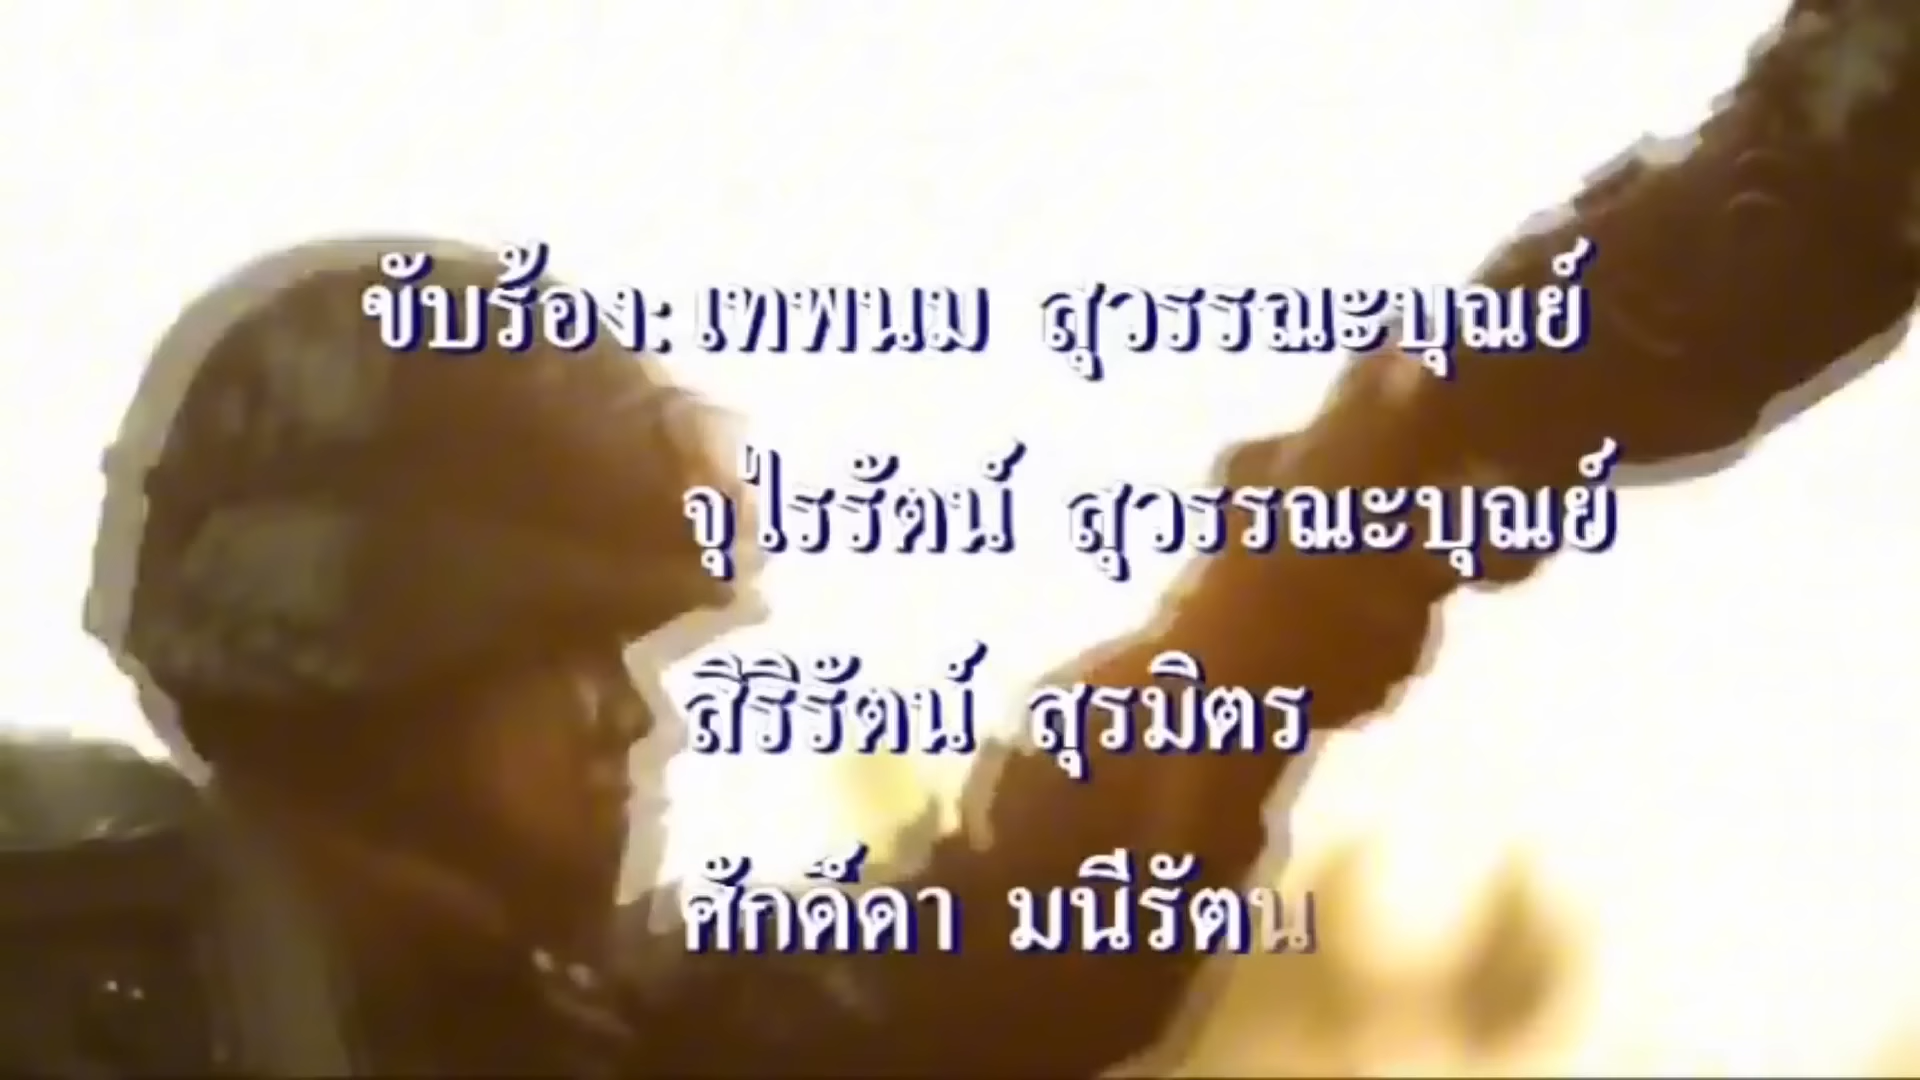 ขับร้อง: เทพนม สุวรรณะบุณย์
จุไรรัตน์ สุวรรณะบุณย์
สิริรัตน์ สุรมิตร
ศักดิ์ดา มนีรัตน